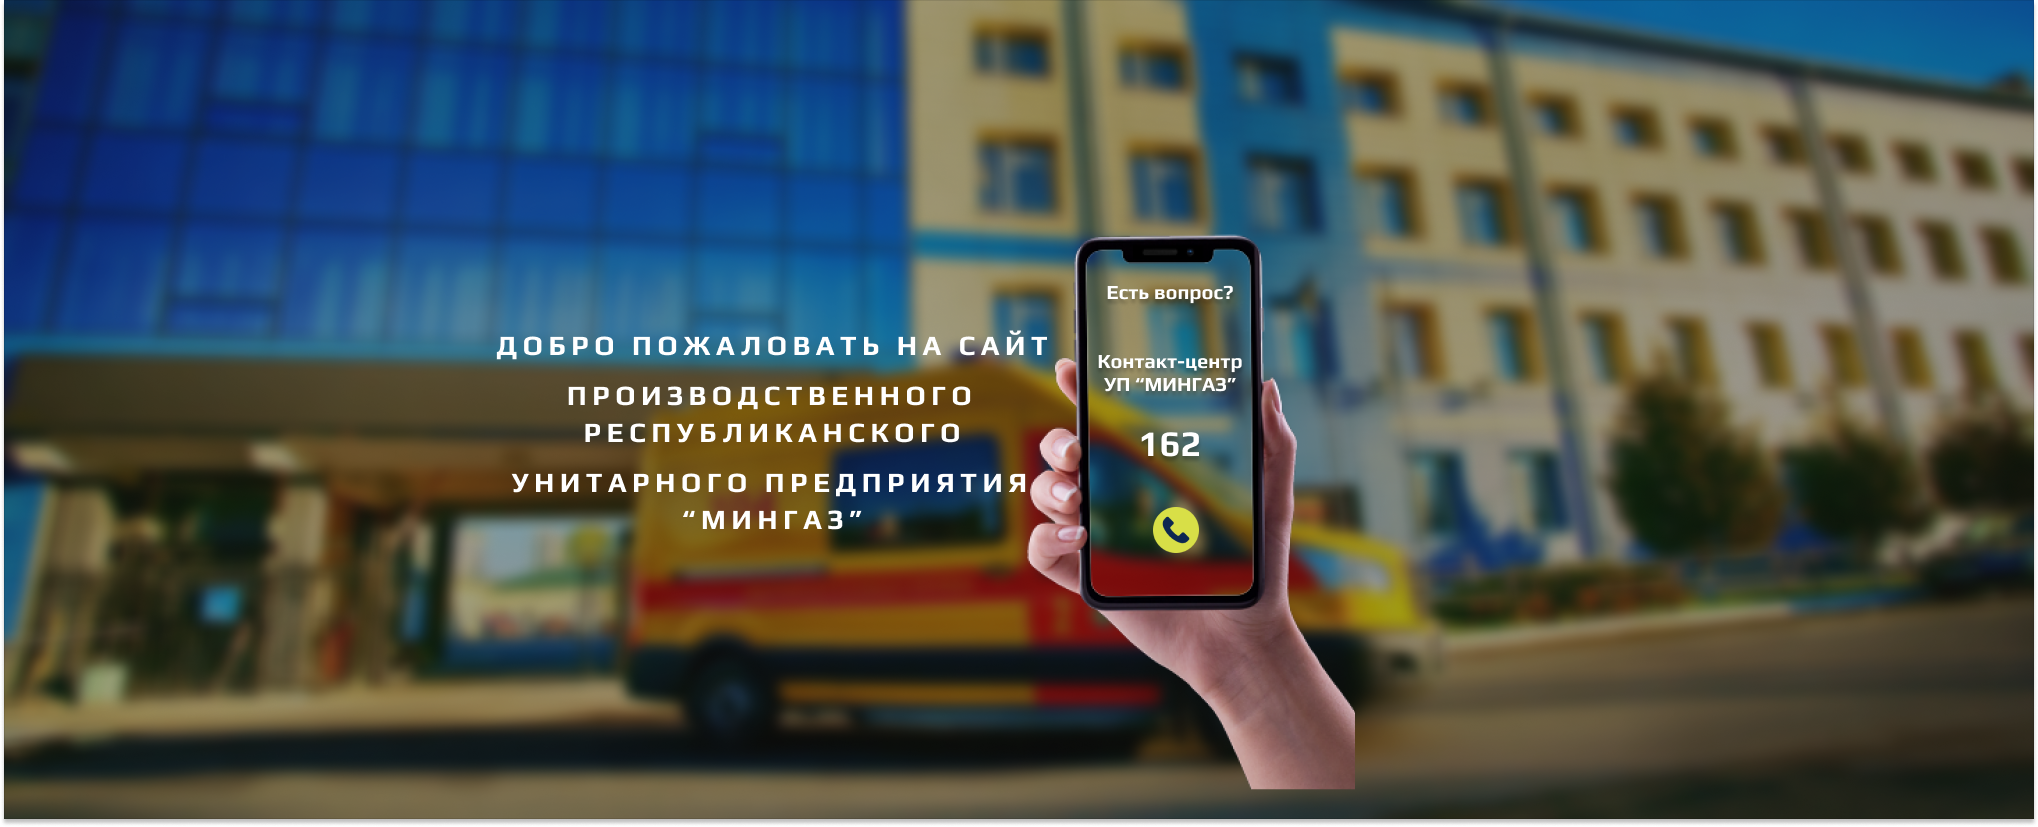 ДОБРО ПОЖАЛОВАТЬ НА САЙТ
ПРОИЗВОДСТВЕННОГО
РЕСПУБЛИКАНСКОГО
УНИТАРНОГО ПРЕДПРИЯТИЯ
“МИНГАЗ”
Есть вопрос?
Контакт-центр
УП “МИНГАЗ”
162